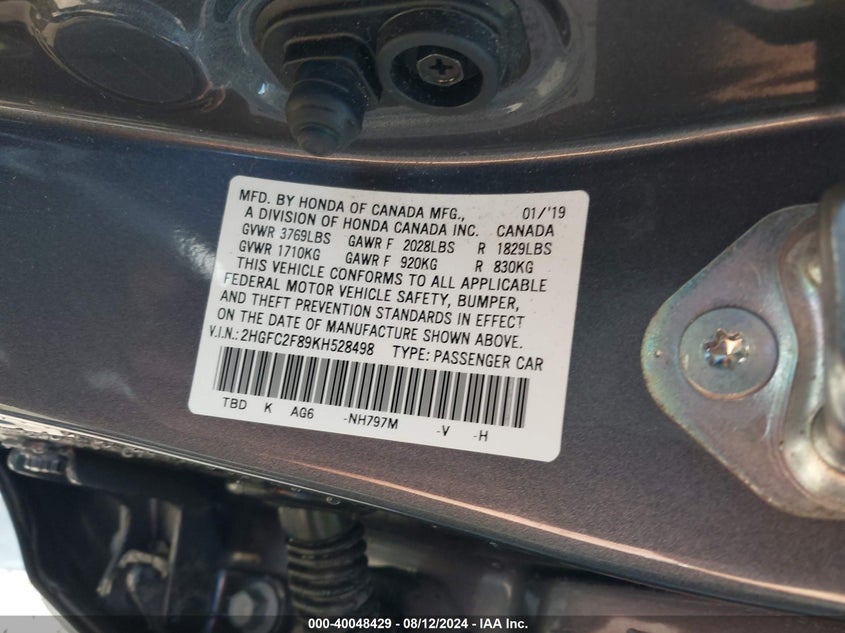 MFD. BY HONDA OF CANADA MFG., 01/'19
A DIVISION OF HONDA CANADA INC. CANADA
GVWR 3769LBS GAWR F 2028LBS R 1829LBS
GVWR 1710KG GAWR F 920KG R 830KG
THIS VEHICLE CONFORMS TO ALL APPLICABLE
FEDERAL MOTOR VEHICLE SAFETY, BUMPER,
AND THEFT PREVENTION STANDARDS IN EFFECT
ON THE DATE OF MANUFACTURE SHOWN ABOVE.
V.I.N.: 2HGFC2F89KH528498 TYPE: PASSENGER CAR
TBD K AG6 -NH797M -V -H
000-40048429 - 08/12/2024 - IAA Inc.